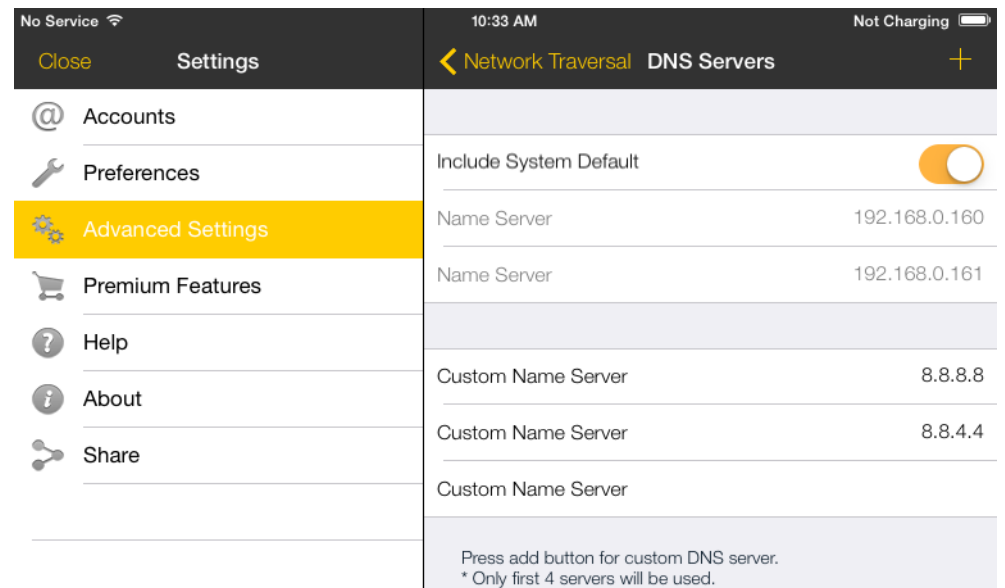 No Service 10:33 AM Not Charging
Close Settings
Network Traversal DNS Servers
@ Accounts
Preferences
Advanced Settings
Premium Features
? Help
i About
Share
Include System Default
Name Server 192.168.0.160
Name Server 192.168.0.161
Custom Name Server 8.8.8.8
Custom Name Server 8.8.4.4
Custom Name Server
Press add button for custom DNS server.
* Only first 4 servers will be used.